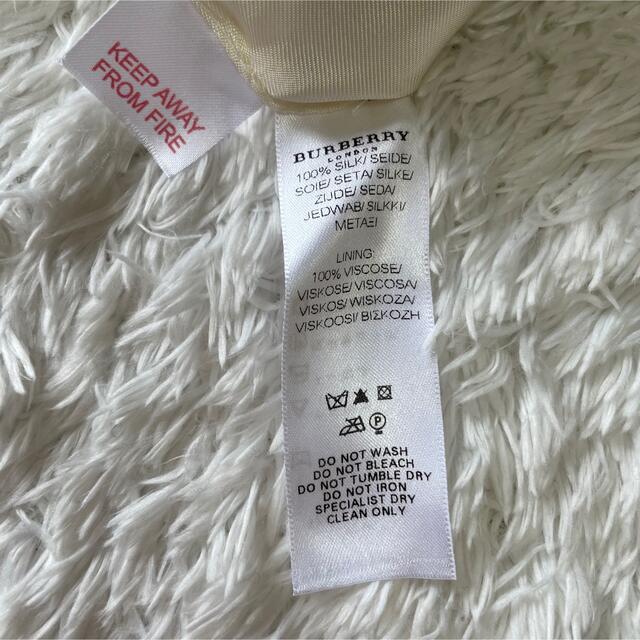 KEEP AWAY
FROM FIRE
BURBERRY
LONDON
100% SILK/ SEIDE/
SOIE/ SETA/ SILKE/
ZIJDE/ SEDA/
JEDWAB/ SILKKI/
ΜΕΤΑΞΙ
LINING:
100% VISCOSE/
VISKOSE/ VISCOSA/
VISKOS/ WISKOZA/
VISKOOSI/ ΒΙΣΚΟΖΗ
P
DO NOT WASH
DO NOT BLEACH
DO NOT TUMBLE DRY
DO NOT IRON
SPECIALIST DRY
CLEAN ONLY